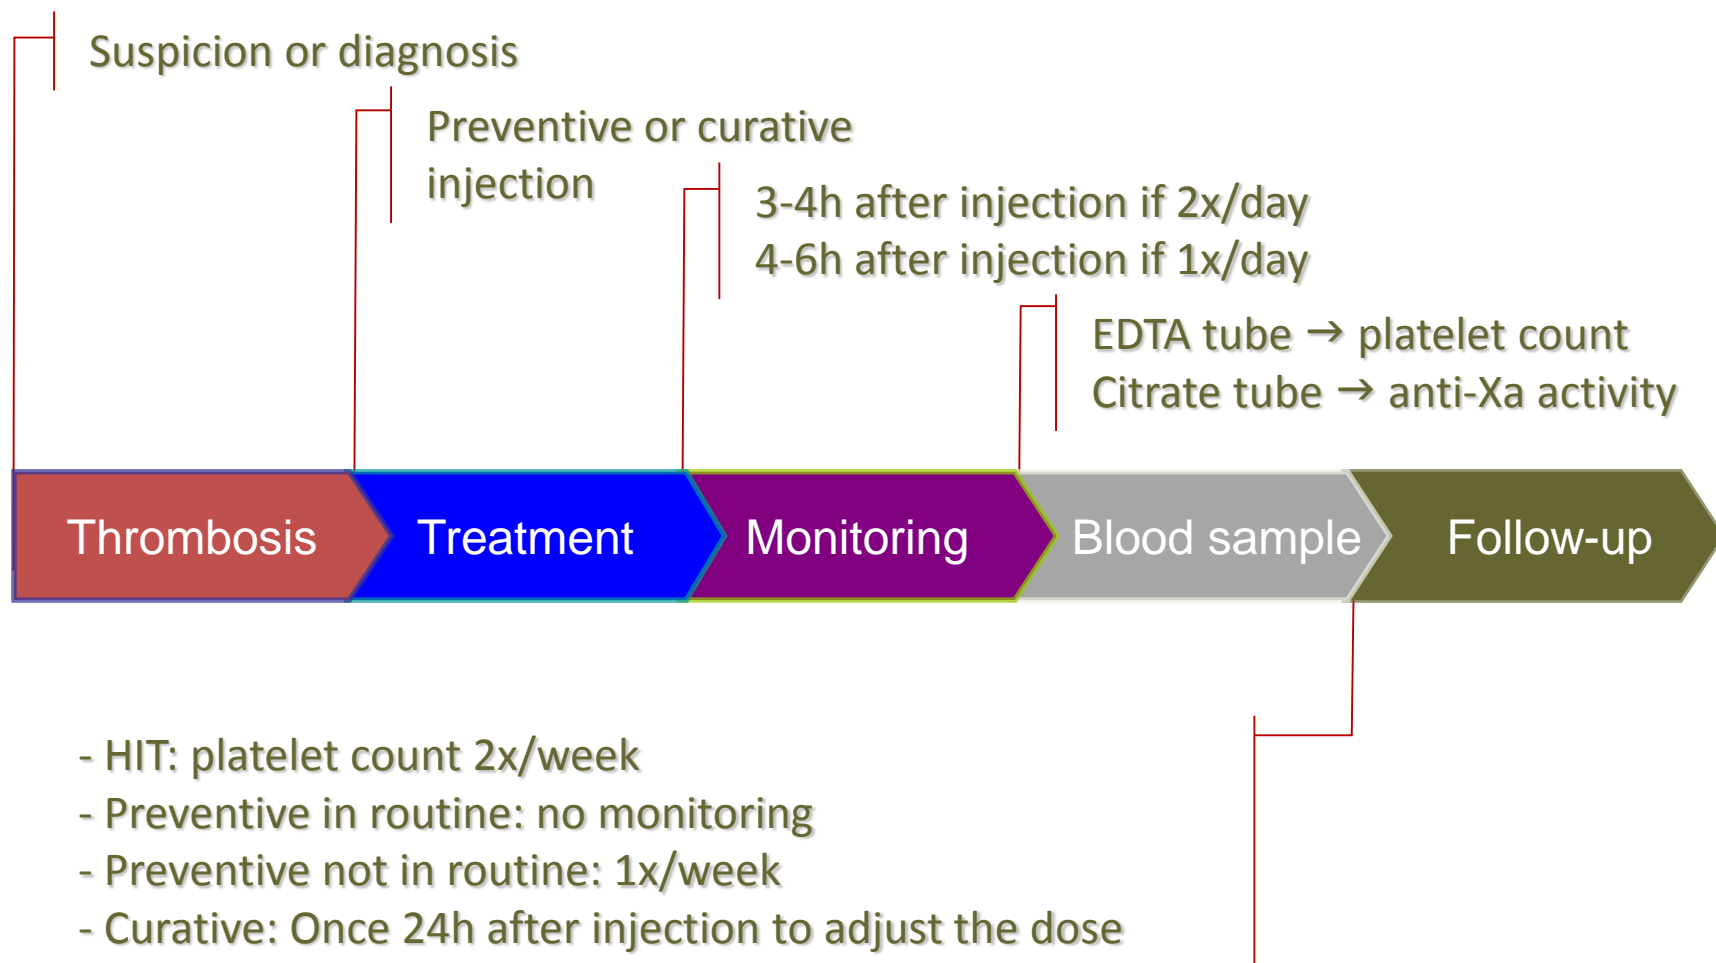 Suspicion or diagnosis
Preventive or curative
injection
3-4h after injection if 2x/day
4-6h after injection if 1x/day
EDTA tube → platelet count
Citrate tube → anti-Xa activity
Thrombosis
Treatment
Monitoring
Blood sample
Follow-up
- HIT: platelet count 2x/week
- Preventive in routine: no monitoring
- Preventive not in routine: 1x/week
- Curative: Once 24h after injection to adjust the dose